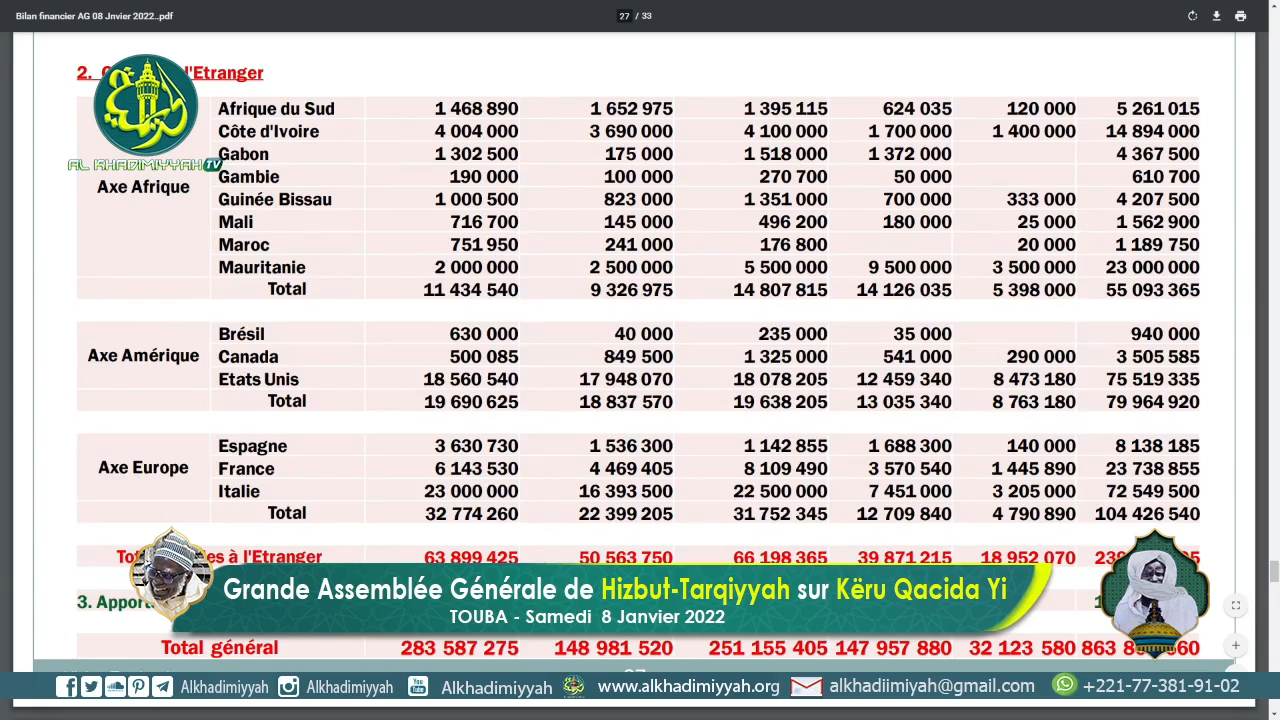 Bilan financier AG 08 Jnvier 2022..pdf 27 / 33
2. l'Etranger
Afrique du Sud 1 468 890 1 652 975 1 395 115 624 035 120 000 5 261 015
Côte d'Ivoire 4 004 000 3 690 000 4 100 000 1 700 000 1 400 000 14 894 000
Gabon 1 302 500 175 000 1 518 000 1 372 000 4 367 500
AL KHADIMIYYAH TV
Gambie 190 000 100 000 270 700 50 000 610 700
Axe Afrique
Guinée Bissau 1 000 500 823 000 1 351 000 700 000 333 000 4 207 500
Mali 716 700 145 000 496 200 180 000 25 000 1 562 900
Maroc 751 950 241 000 176 800 20 000 1 189 750
Mauritanie 2 000 000 2 500 000 5 500 000 9 500 000 3 500 000 23 000 000
Total 11 434 540 9 326 975 14 807 815 14 126 035 5 398 000 55 093 365
Brésil 630 000 40 000 235 000 35 000 940 000
Axe Amérique Canada 500 085 849 500 1 325 000 541 000 290 000 3 505 585
Etats Unis 18 560 540 17 948 070 18 078 205 12 459 340 8 473 180 75 519 335
Total 19 690 625 18 837 570 19 638 205 13 035 340 8 763 180 79 964 920
Espagne 3 630 730 1 536 300 1 142 855 1 688 300 140 000 8 138 185
Axe Europe France 6 143 530 4 469 405 8 109 490 3 570 540 1 445 890 23 738 855
Italie 23 000 000 16 393 500 22 500 000 7 451 000 3 205 000 72 549 500
Total 32 774 260 22 399 205 31 752 345 12 709 840 4 790 890 104 426 540
à l'Etranger 63 899 425 50 563 750 66 198 365 39 871 215 18 952 070
Grande Assemblée Générale de Hizbut-Tarqiyyah sur Këru Qacida Yi
TOUBA - Samedi 8 Janvier 2022
3.
Total général 283 587 275 148 981 520 251 155 405 147 957 880 32 123 580 863
Alkhadimiyyah Alkhadimiyyah You Tube Alkhadimiyyah www.alkhadimiyyah.org alkhadiimiyah@gmail.com +221-77-381-91-02